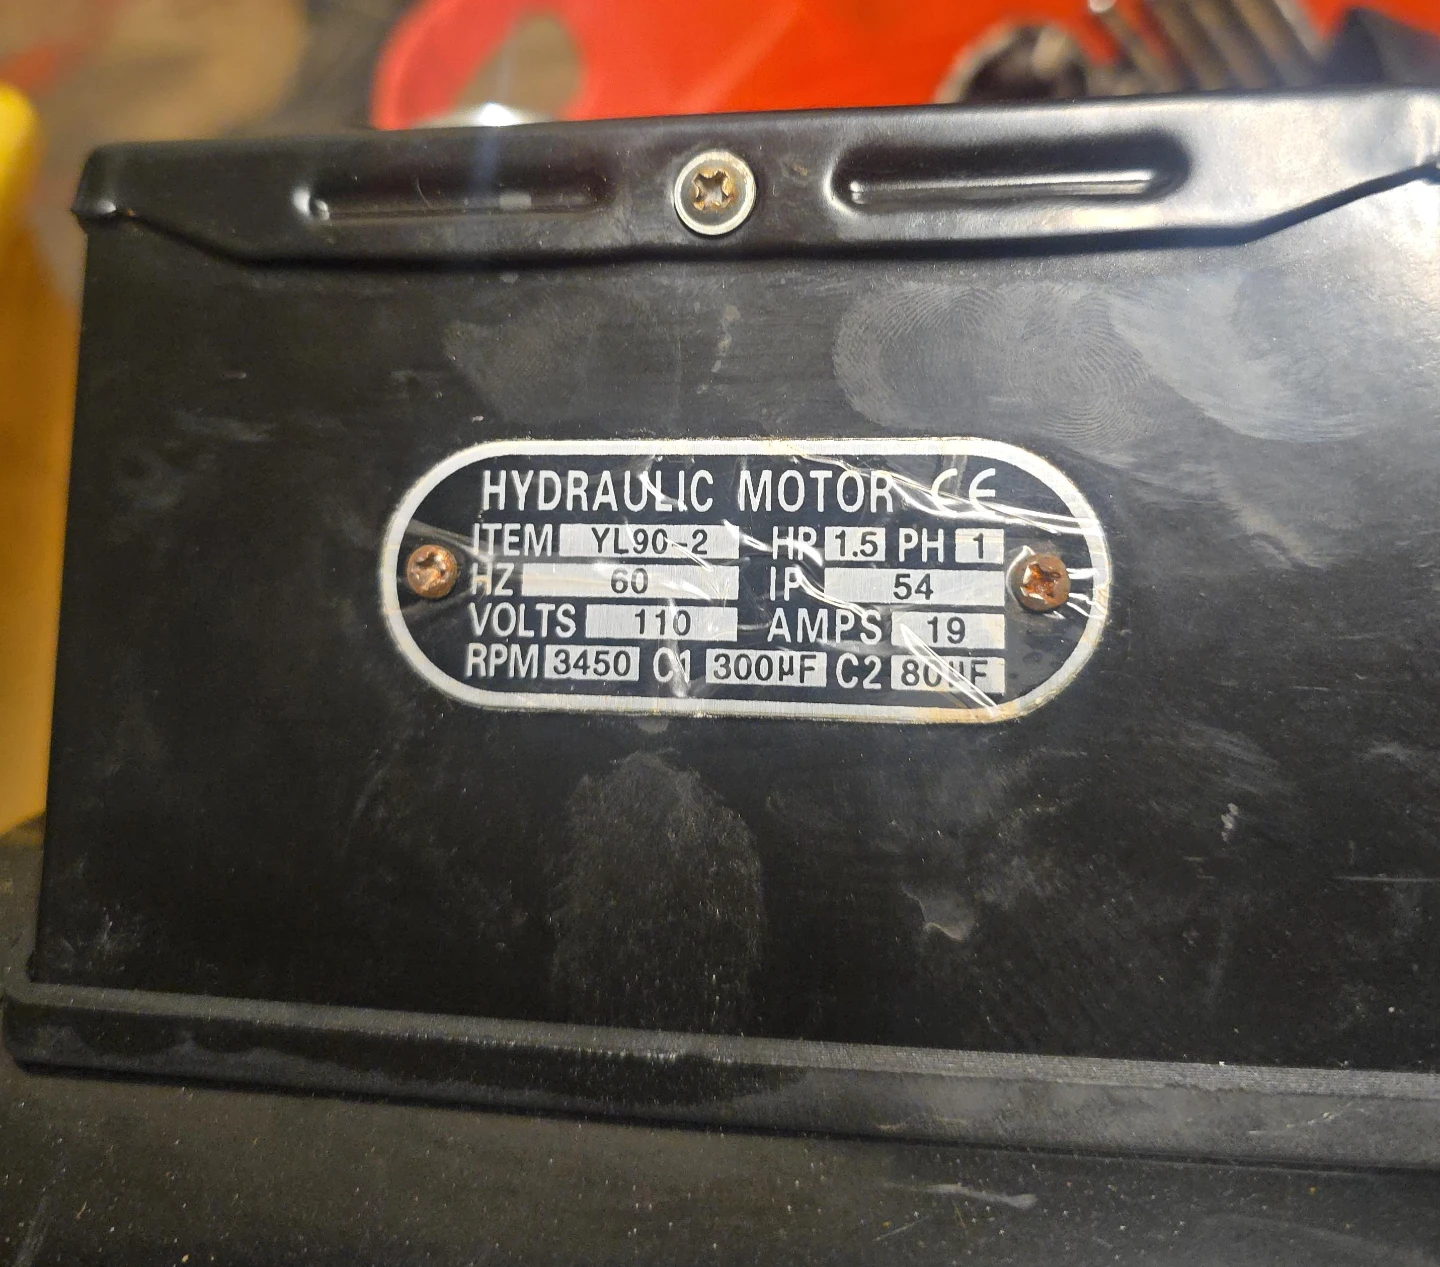 HYDRAULIC MOTOR CE
ITEM YL90-2 HP 1.5 PH 1
HZ 60 IP 54
VOLTS 110 AMPS 19
RPM 3450 C1 300µF C2 80µF